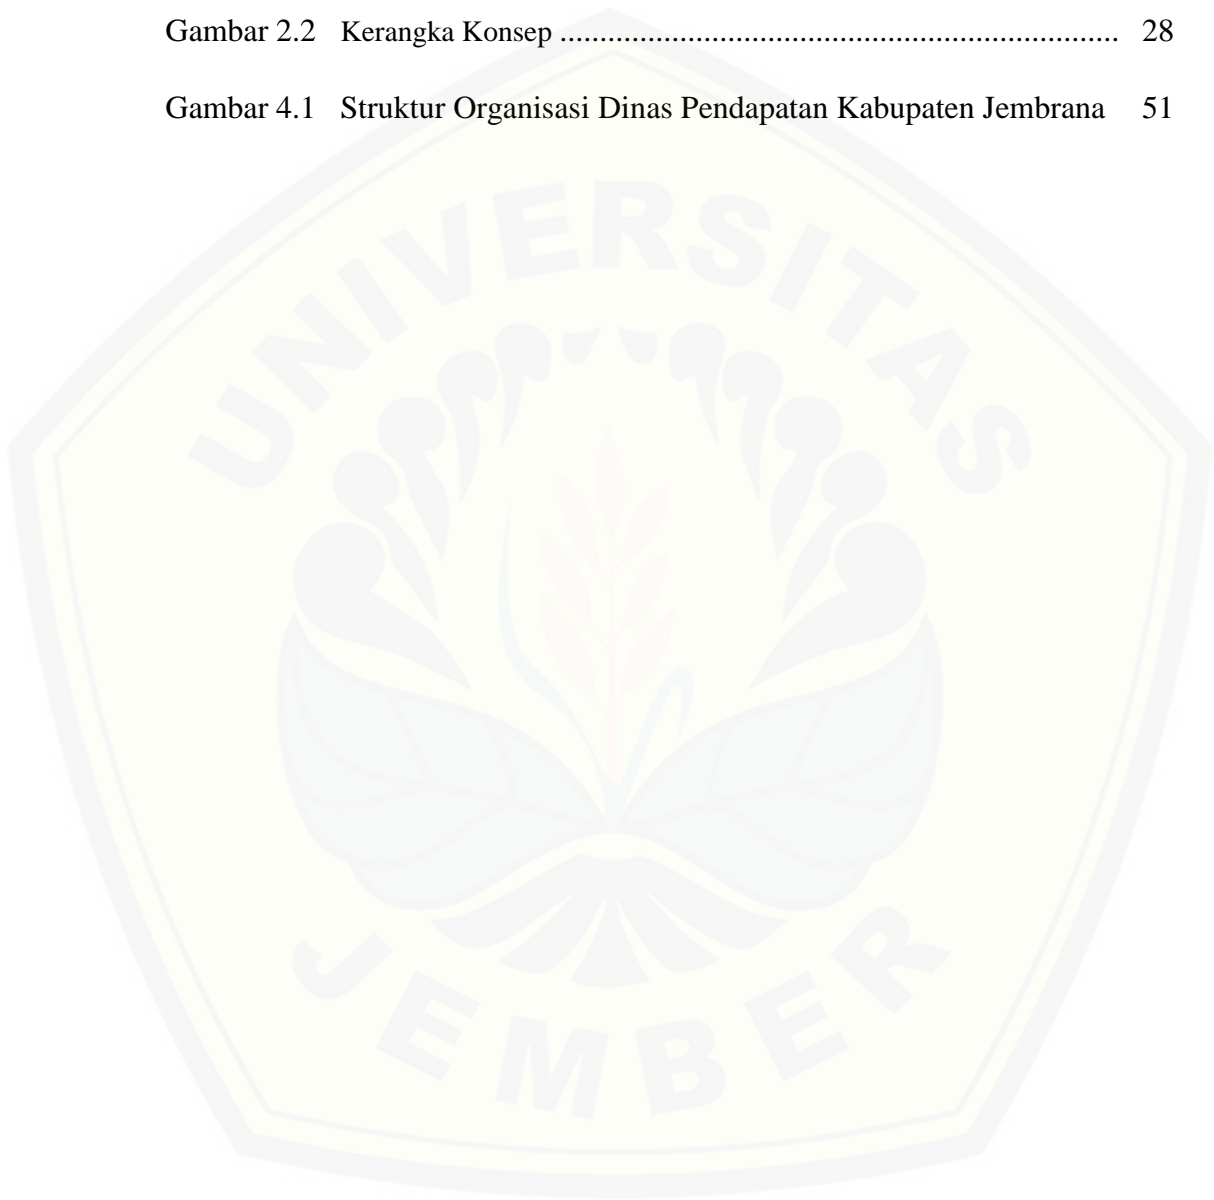 Gambar 2.2 Kerangka Konsep ...................................................................... 28
Gambar 4.1 Struktur Organisasi Dinas Pendapatan Kabupaten Jembrana 51
UNIVERSITAS
JEMBER